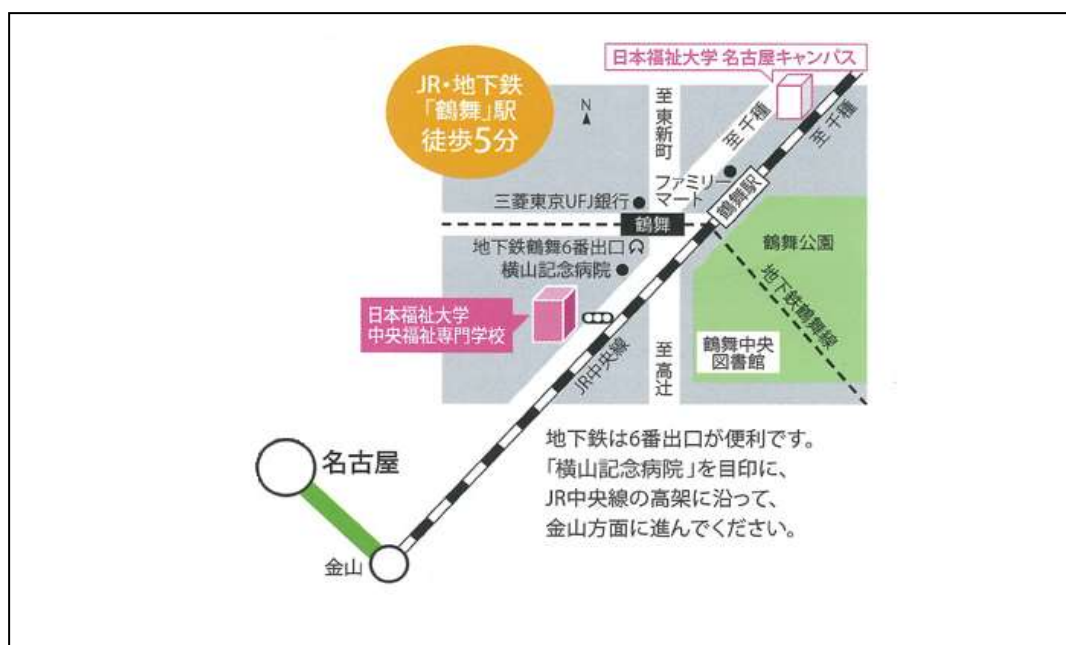 日本福祉大学 名古屋キャンパス
JR・地下鉄
「鶴舞」駅
徒歩5分
N
至東新町
至千種
至千種
ファミリー
マート
三菱東京UFJ銀行
鶴舞
鶴舞駅
地下鉄鶴舞6番出口
横山記念病院
鶴舞公園
地下鉄鶴舞線
日本福祉大学
中央福祉専門学校
JR中央線
至高辻
鶴舞中央
図書館
地下鉄は6番出口が便利です。
「横山記念病院」を目印に、
JR中央線の高架に沿って、
金山方面に進んでください。
名古屋
金山